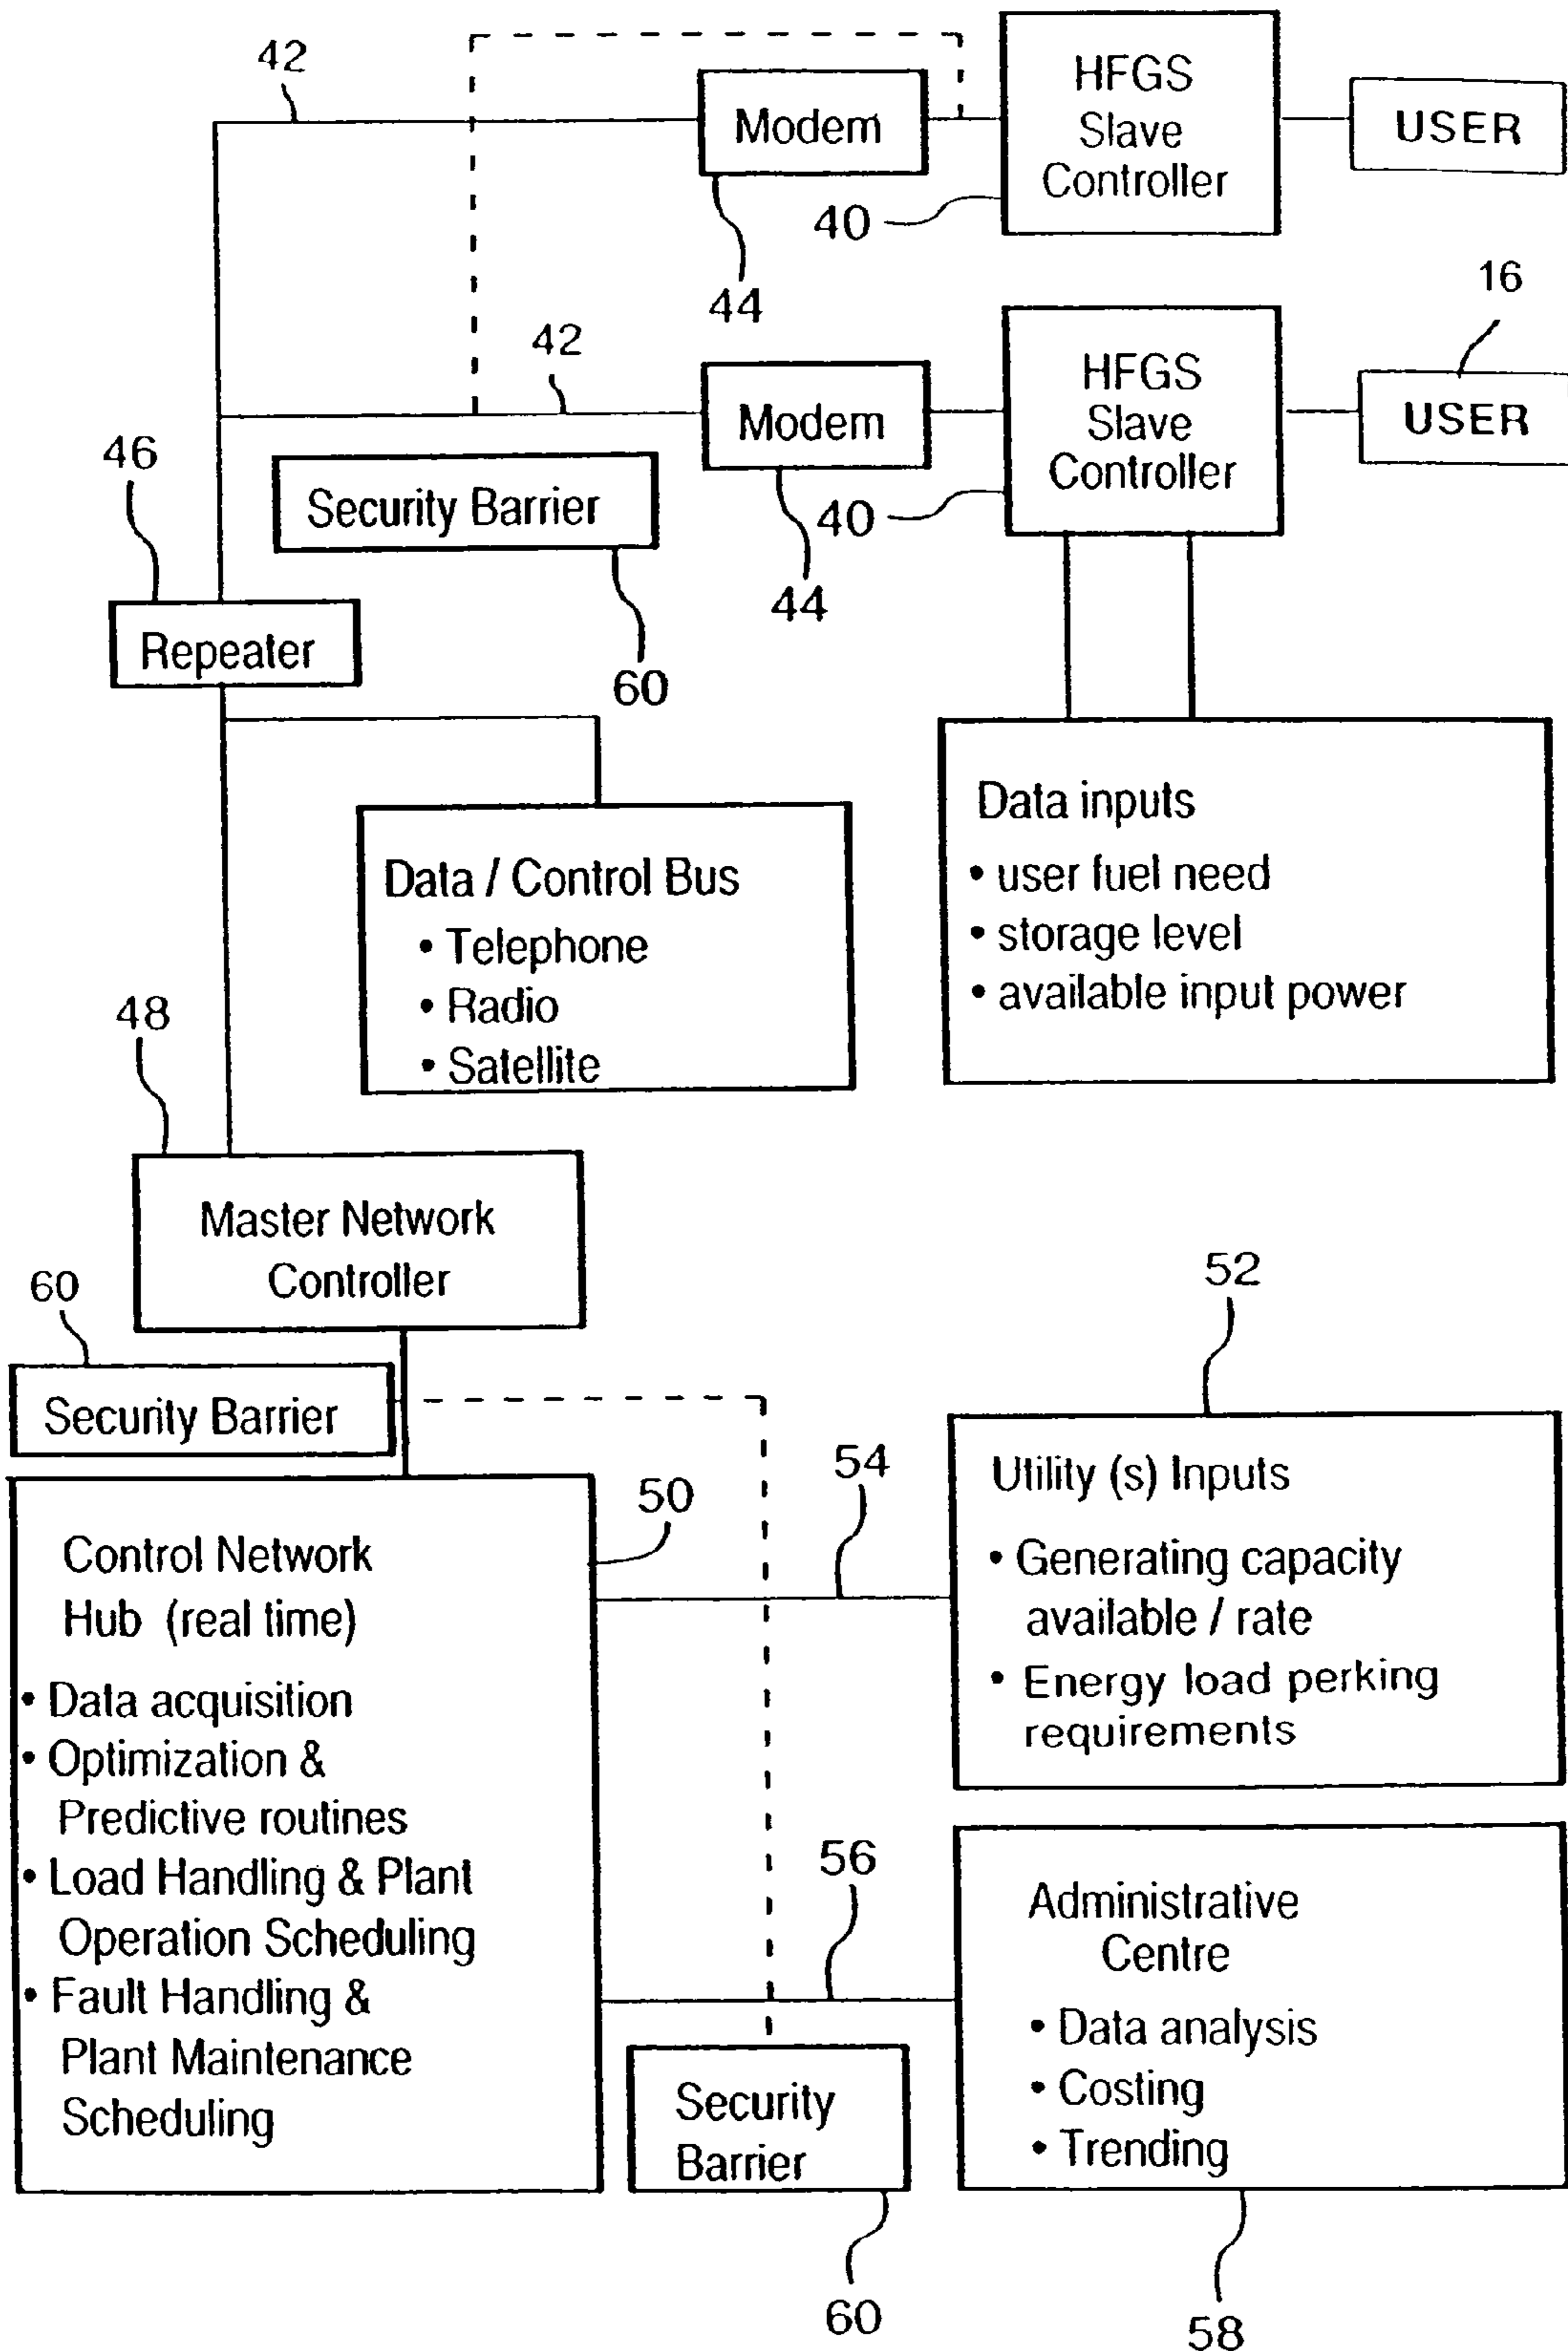 42
Modem
HFGS
Slave
Controller
USER
40
44
16
42
Modem
HFGS
Slave
Controller
USER
46
Security Barrier
40
44
Repeater
60
Data inputs
• user fuel need
• storage level
• available input power
Data / Control Bus
• Telephone
• Radio
• Satellite
48
Master Network
Controller
60
Security Barrier
52
54
50
Utility (s) Inputs
• Generating capacity
available / rate
• Energy load perking
requirements
Control Network
Hub (real time)
• Data acquisition
• Optimization &
Predictive routines
• Load Handling & Plant
Operation Scheduling
• Fault Handling &
Plant Maintenance
Scheduling
56
Administrative
Centre
• Data analysis
• Costing
• Trending
Security
Barrier
60
58